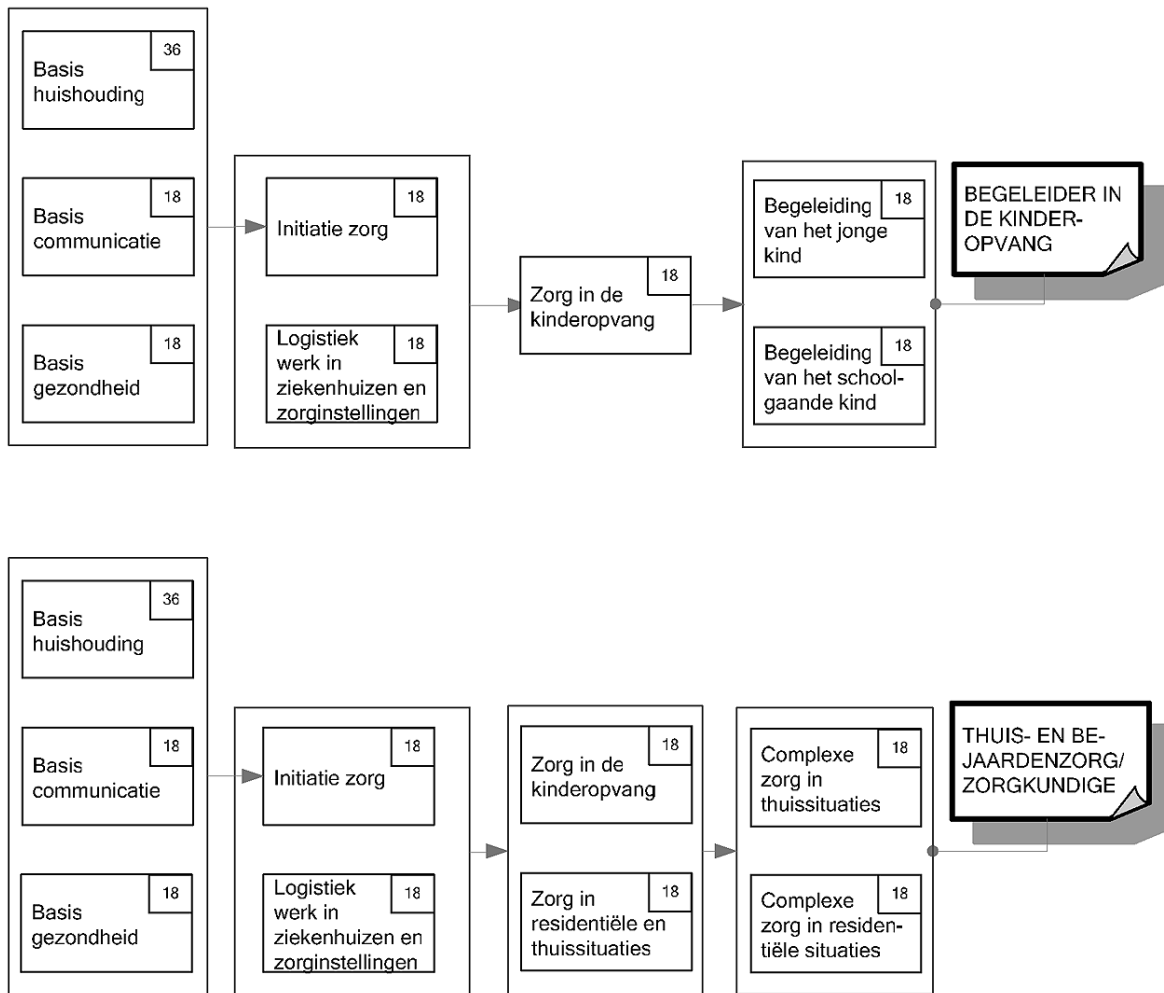 36
Basis
huishouding
18
Basis
communicatie
18
Basis
gezondheid
18
Initiatie zorg
18
Logistiek
werk in
ziekenhuizen en
zorginstellingen
18
Zorg in de
kinderopvang
18
Begeleiding
van het jonge
kind
18
Begeleiding
van het school-
gaande kind
BEGELEIDER IN
DE KINDER-
OPVANG
36
Basis
huishouding
18
Basis
communicatie
18
Basis
gezondheid
18
Initiatie zorg
18
Logistiek
werk in
ziekenhuizen en
zorginstellingen
18
Zorg in de
kinderopvang
18
Zorg in
residentiële en
thuissituaties
18
Complexe
zorg in
thuissituaties
18
Complexe
zorg in residen-
tiële situaties
THUIS- EN BE-
JAARDENZORG/
ZORGKUNDIGE